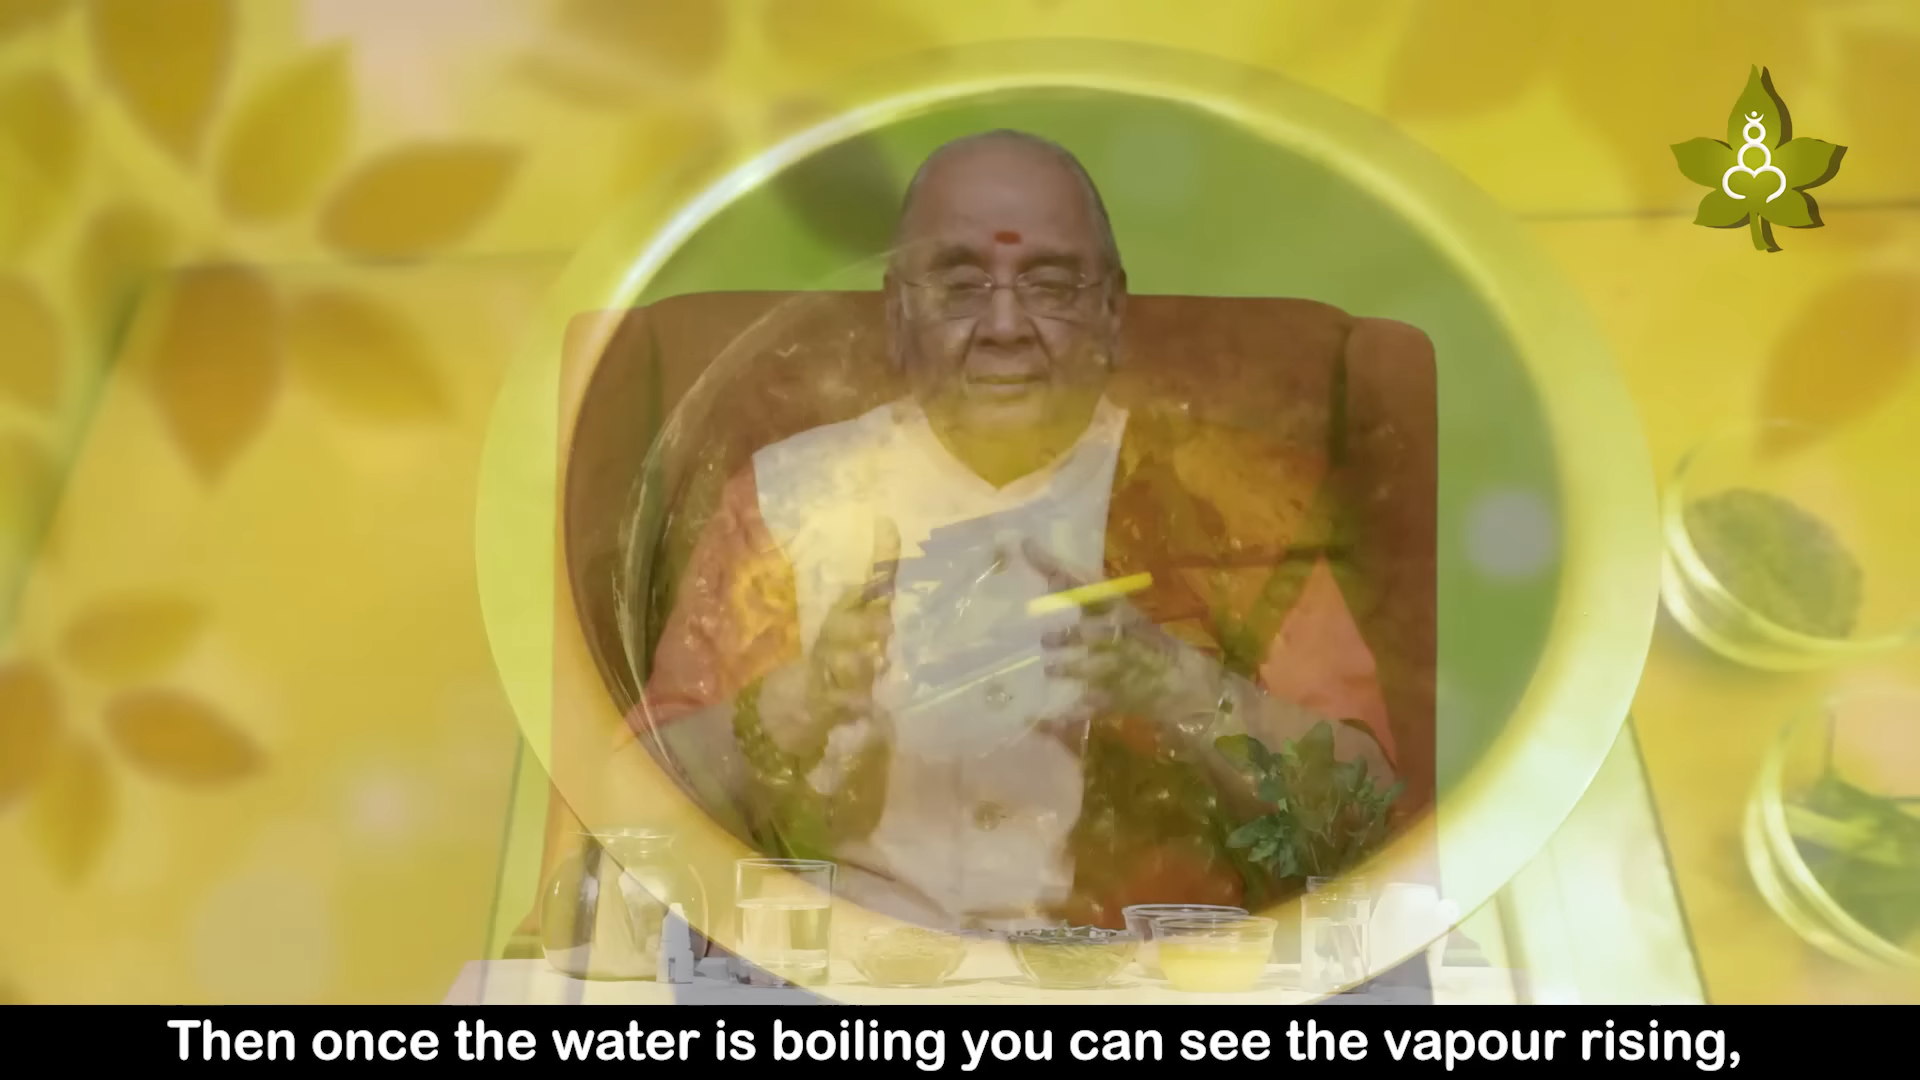 Then once the water is boiling you can see the vapour rising,